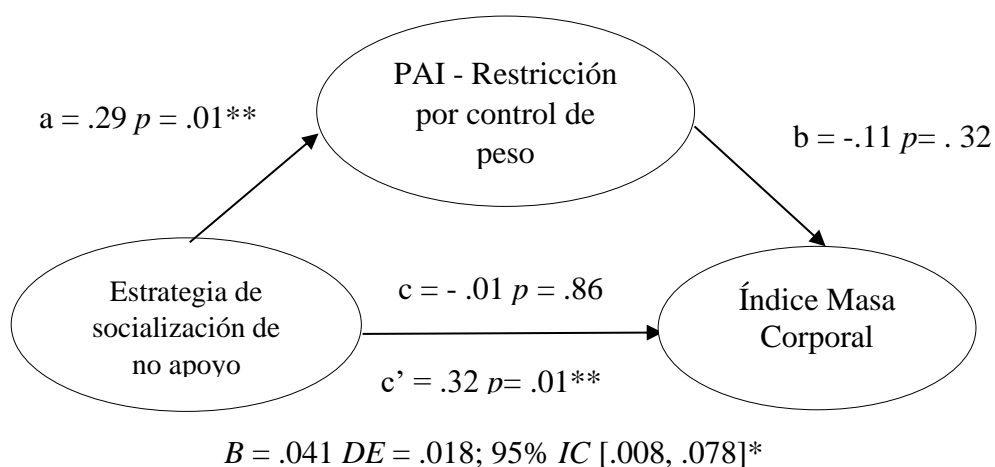 PAI - Restricción
por control de
peso
a = .29 p = .01**
b = -.11 p= . 32
Estrategia de
socialización de
no apoyo
c = - .01 p = .86
Índice Masa
Corporal
c’ = .32 p= .01**
B = .041 DE = .018; 95% IC [.008, .078]*